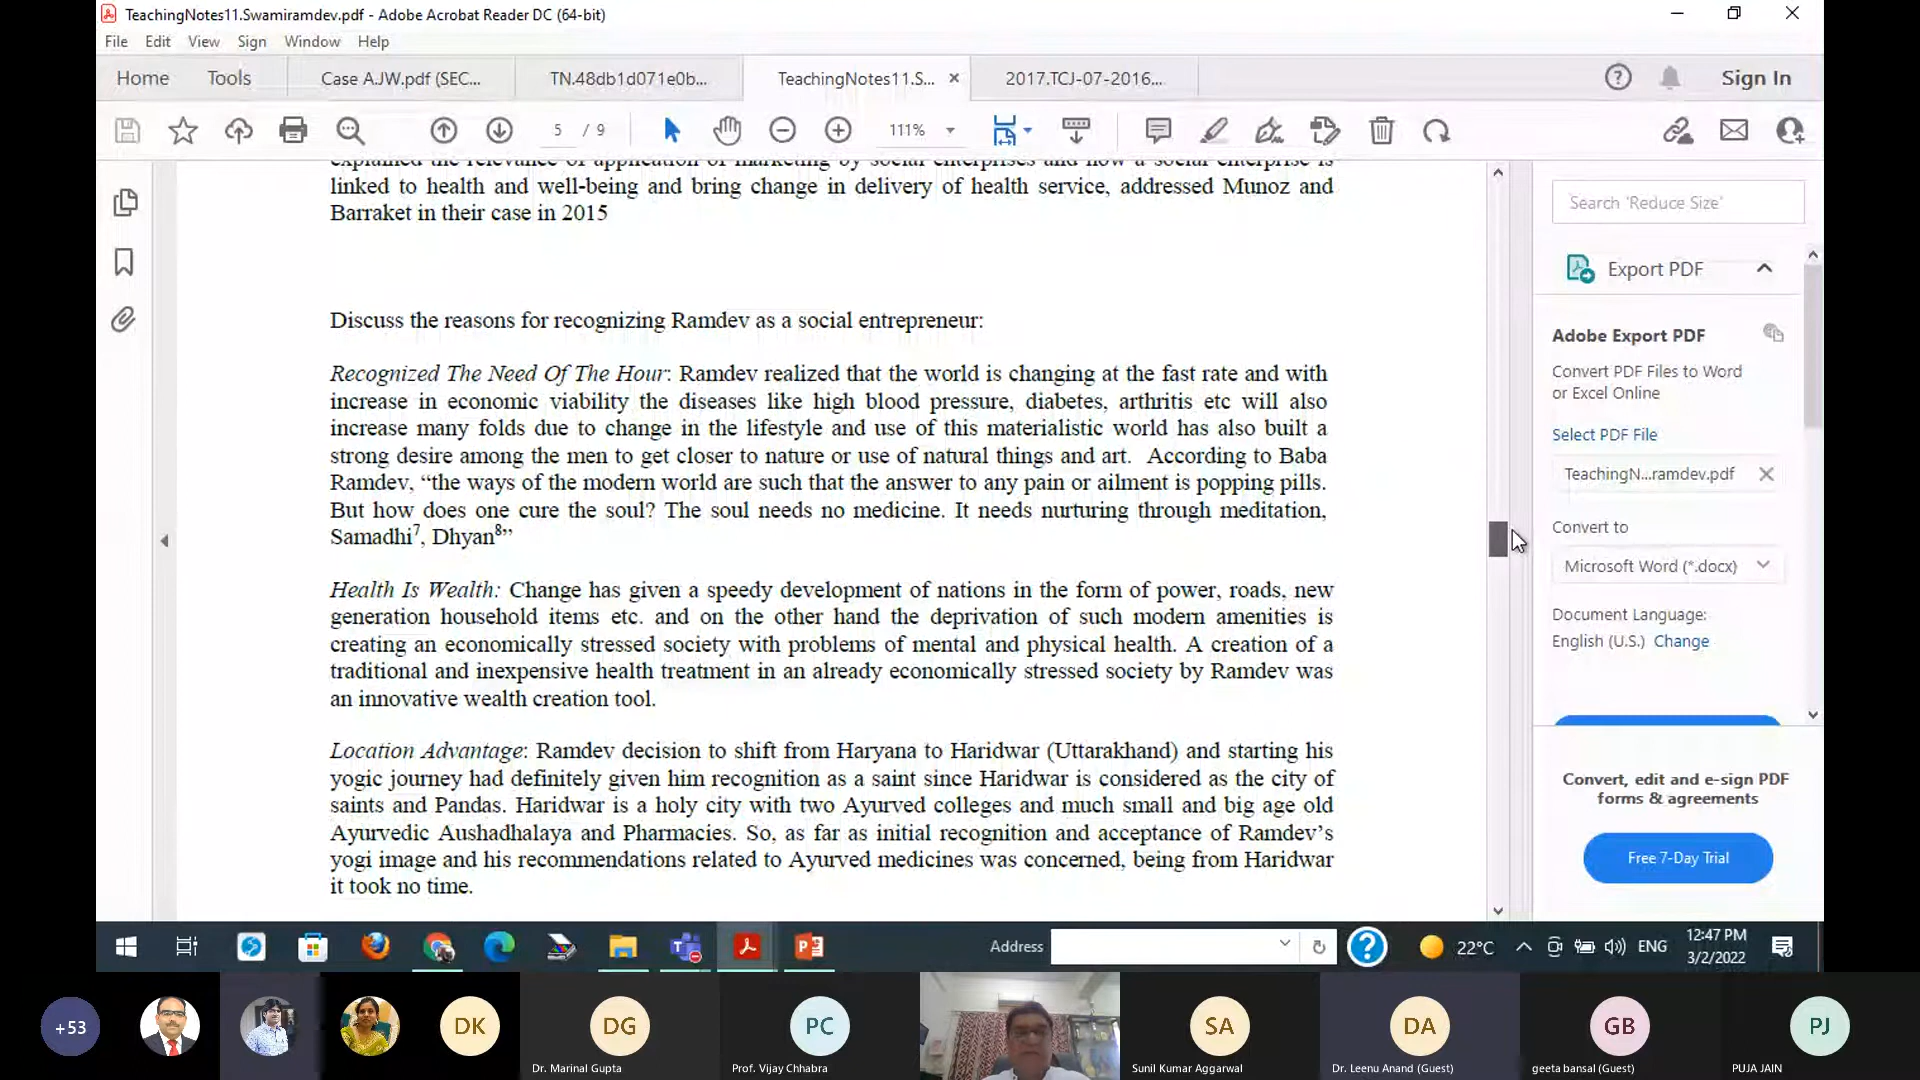 TeachingNotes11.Swamiramdev.pdf - Adobe Acrobat Reader DC (64-bit)
File Edit View Sign Window Help
Home Tools Case A.JW.pdf (SEC... TN.48db1d071e0b... TeachingNotes11.S... 2017.TCJ-07-2016... Sign In
5 / 9 111%
explained the relevance of application of marketing by social enterprises and how a social enterprise is
linked to health and well-being and bring change in delivery of health service, addressed Munoz and
Barraket in their case in 2015
Discuss the reasons for recognizing Ramdev as a social entrepreneur:
Recognized The Need Of The Hour: Ramdev realized that the world is changing at the fast rate and with
increase in economic viability the diseases like high blood pressure, diabetes, arthritis etc will also
increase many folds due to change in the lifestyle and use of this materialistic world has also built a
strong desire among the men to get closer to nature or use of natural things and art. According to Baba
Ramdev, “the ways of the modern world are such that the answer to any pain or ailment is popping pills.
But how does one cure the soul? The soul needs no medicine. It needs nurturing through meditation,
Samadhi7, Dhyan8”
Health Is Wealth: Change has given a speedy development of nations in the form of power, roads, new
generation household items etc. and on the other hand the deprivation of such modern amenities is
creating an economically stressed society with problems of mental and physical health. A creation of a
traditional and inexpensive health treatment in an already economically stressed society by Ramdev was
an innovative wealth creation tool.
Location Advantage: Ramdev decision to shift from Haryana to Haridwar (Uttarakhand) and starting his
yogic journey had definitely given him recognition as a saint since Haridwar is considered as the city of
saints and Pandas. Haridwar is a holy city with two Ayurved colleges and much small and big age old
Ayurvedic Aushadhalaya and Pharmacies. So, as far as initial recognition and acceptance of Ramdev’s
yogi image and his recommendations related to Ayurved medicines was concerned, being from Haridwar
it took no time.
Search 'Reduce Size'
Export PDF
Adobe Export PDF
Convert PDF Files to Word
or Excel Online
Select PDF File
TeachingN...ramdev.pdf
Convert to
Microsoft Word (*.docx)
Document Language:
English (U.S.) Change
Convert, edit and e-sign PDF
forms & agreements
Free 7-Day Trial
Address 22°C ENG 12:47 PM
3/2/2022
+53 DK DG PC SA DA GB PJ
Dr. Marinal Gupta Prof. Vijay Chhabra Sunil Kumar Aggarwal Dr. Leenu Anand (Guest) geeta bansal (Guest) PUJA JAIN